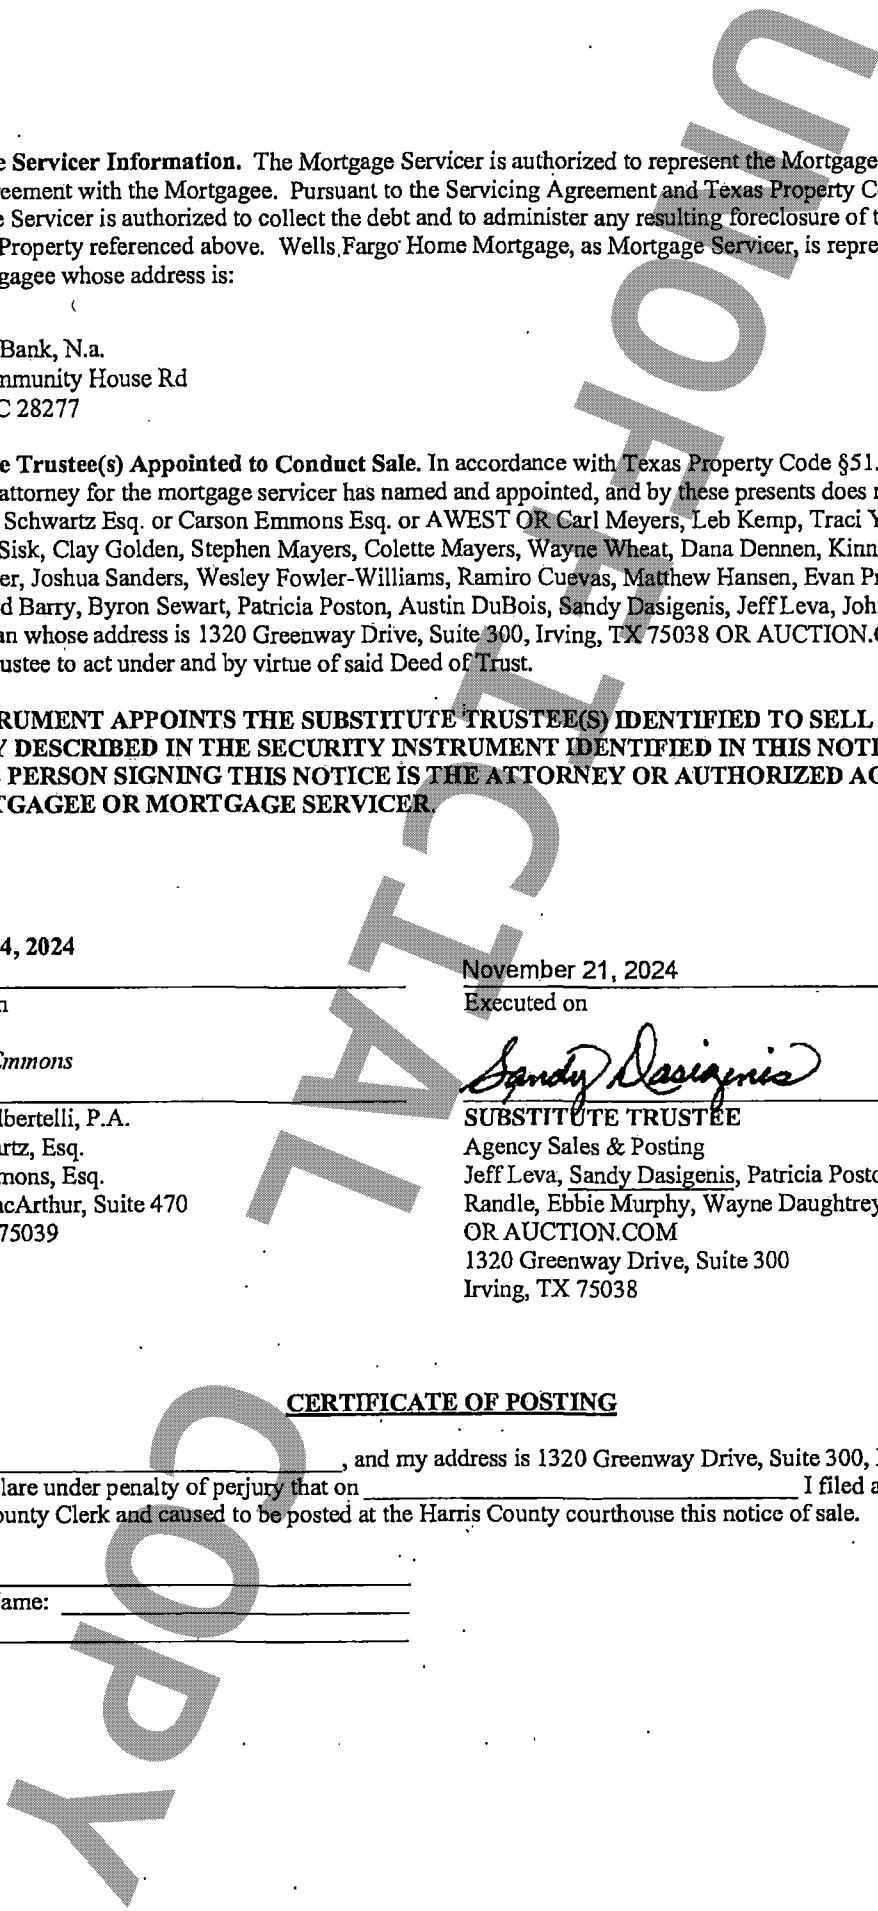 e Servicer Information. The Mortgage Servicer is authorized to represent the Mortgage
eement with the Mortgagee. Pursuant to the Servicing Agreement and Texas Property C
e Servicer is authorized to collect the debt and to administer any resulting foreclosure of t
Property referenced above. Wells Fargo Home Mortgage, as Mortgage Servicer, is repre
gagee whose address is:
Bank, N.a.
mmunity House Rd
C 28277
e Trustee(s) Appointed to Conduct Sale. In accordance with Texas Property Code §51.
attorney for the mortgage servicer has named and appointed, and by these presents does n
Schwartz Esq. or Carson Emmons Esq. or AWEST OR Carl Meyers, Leb Kemp, Traci Y
Sisk, Clay Golden, Stephen Mayers, Colette Mayers, Wayne Wheat, Dana Dennen, Kinn
er, Joshua Sanders, Wesley Fowler-Williams, Ramiro Cuevas, Matthew Hansen, Evan Pr
d Barry, Byron Sewart, Patricia Poston, Austin DuBois, Sandy Dasigenis, Jeff Leva, Joh
an whose address is 1320 Greenway Drive, Suite 300, Irving, TX 75038 OR AUCTION.C
ustee to act under and by virtue of said Deed of Trust.
RUMENT APPOINTS THE SUBSTITUTE TRUSTEE(S) IDENTIFIED TO SELL
Y DESCRIBED IN THE SECURITY INSTRUMENT IDENTIFIED IN THIS NOTI
PERSON SIGNING THIS NOTICE IS THE ATTORNEY OR AUTHORIZED AG
TGAGEE OR MORTGAGE SERVICER.
4, 2024
n
Emmons
lbertelli, P.A.
artz, Esq.
mons, Esq.
acArthur, Suite 470
75039
November 21, 2024
Executed on
Sandy Dasigenis
SUBSTITUTE TRUSTEE
Agency Sales & Posting
Jeff Leva, Sandy Dasigenis, Patricia Posto
Randle, Ebbie Murphy, Wayne Daughtrey
OR AUCTION.COM
1320 Greenway Drive, Suite 300
Irving, TX 75038
CERTIFICATE OF POSTING
, and my address is 1320 Greenway Drive, Suite 300,
lare under penalty of perjury that on I filed a
ounty Clerk and caused to be posted at the Harris County courthouse this notice of sale.
ame:
UNOFFICIAL COPY